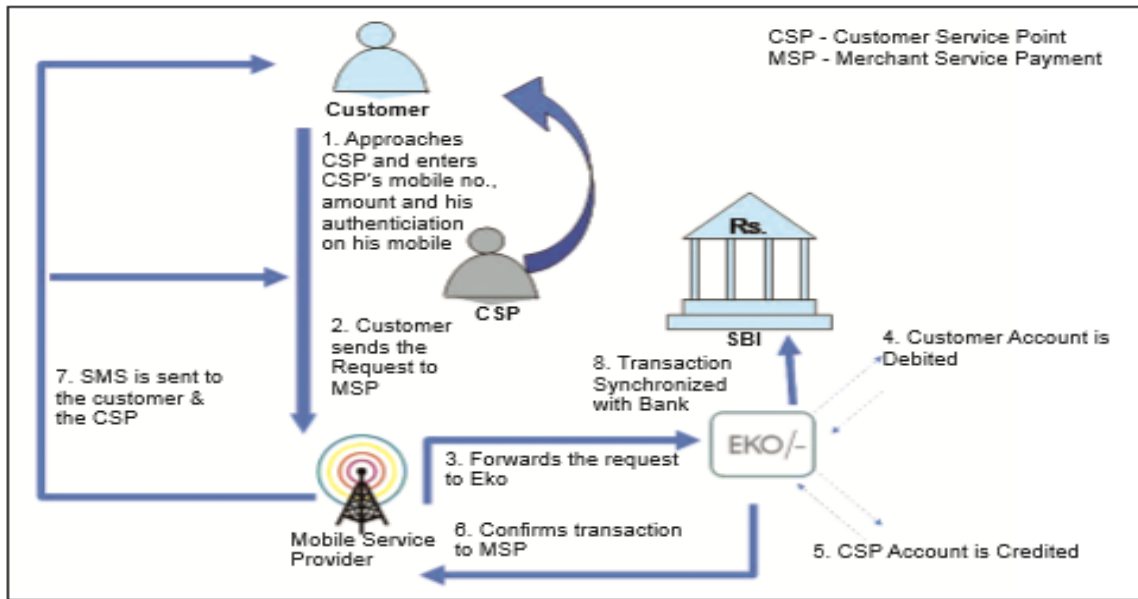 CSP - Customer Service Point
MSP - Merchant Service Payment
Customer
1. Approaches
CSP and enters
CSP's mobile no.,
amount and his
authenticiation
on his mobile
CSP
Rs.
SBI
2. Customer
sends the
Request to
MSP
8. Transaction
Synchronized
with Bank
4. Customer Account is
Debited
7. SMS is sent to
the customer &
the CSP
EKO/-
3. Forwards the request
to Eko
Mobile Service
Provider
6. Confirms transaction
to MSP
5. CSP Account is Credited